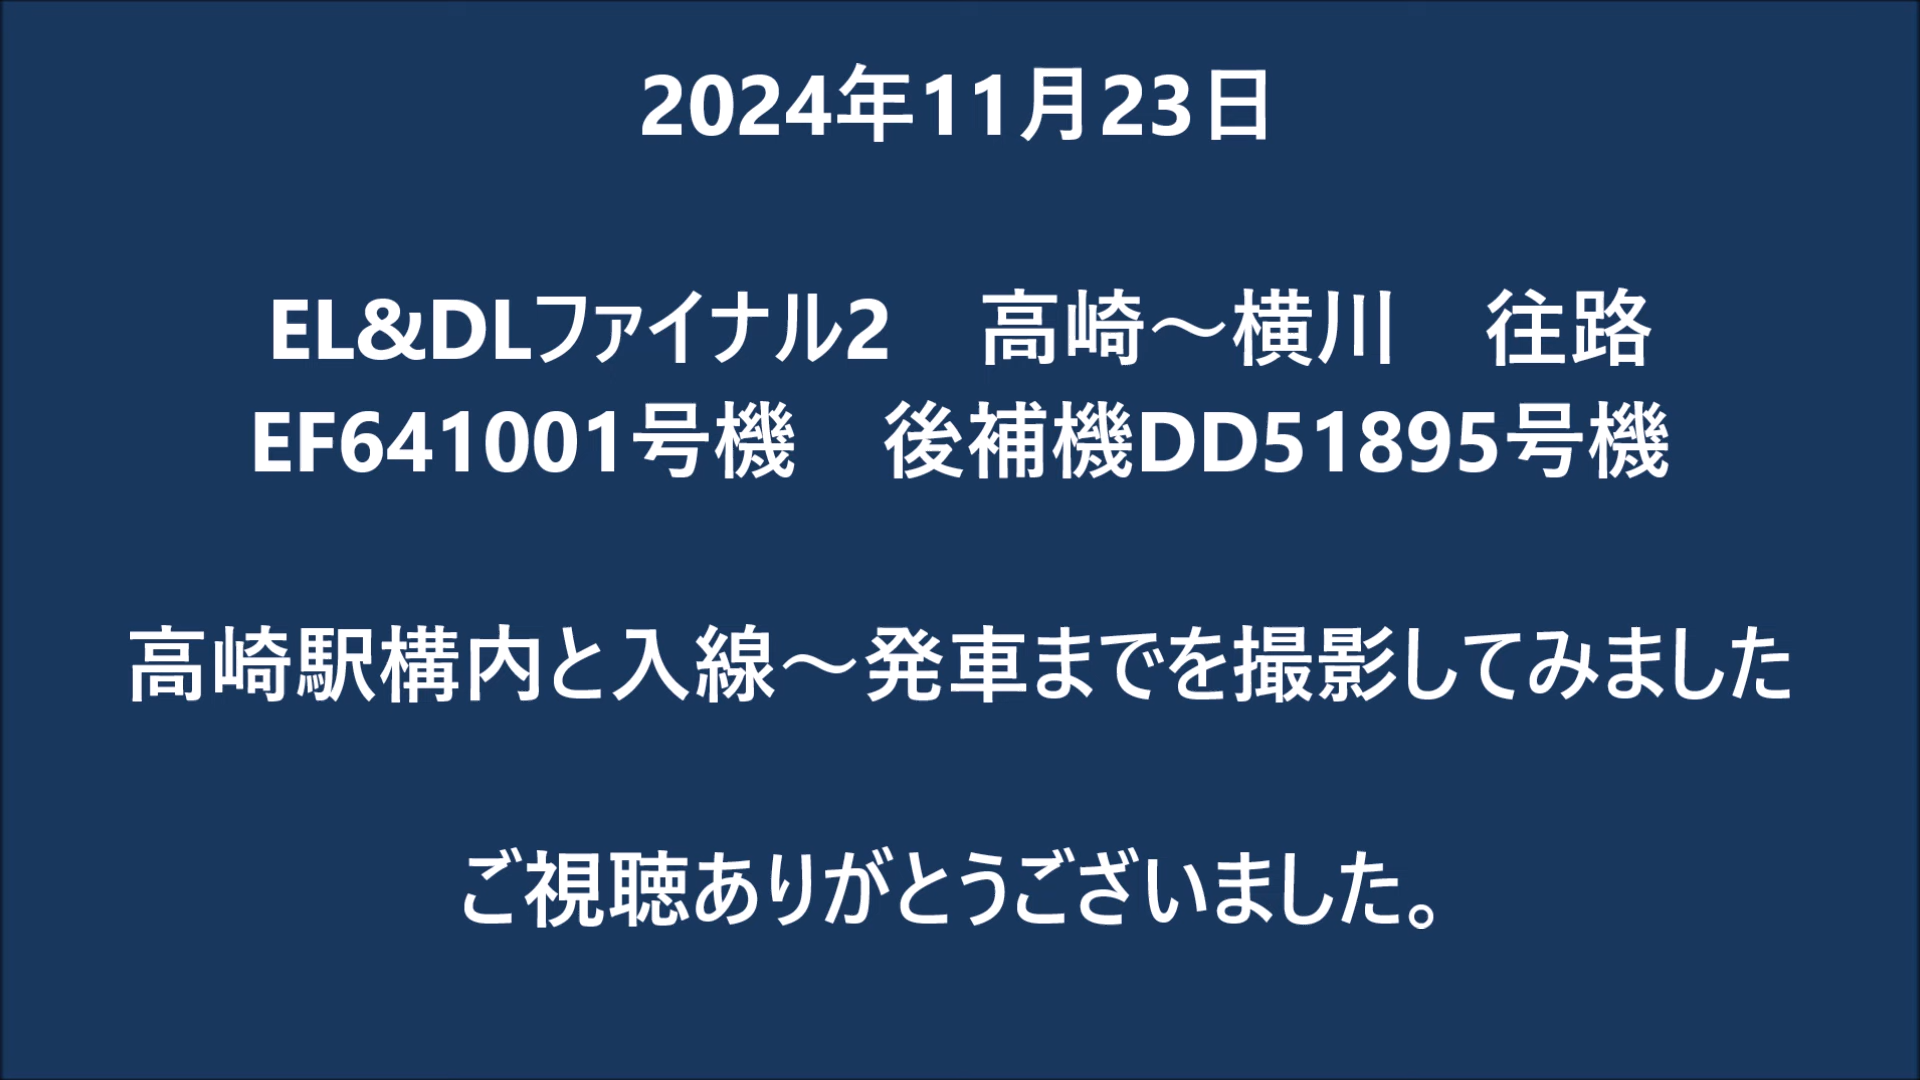 2024年11月23日
EL&DLファイナル2　高崎～横川　往路
EF641001号機　後補機DD51895号機
高崎駅構内と入線～発車までを撮影してみました
ご視聴ありがとうございました。